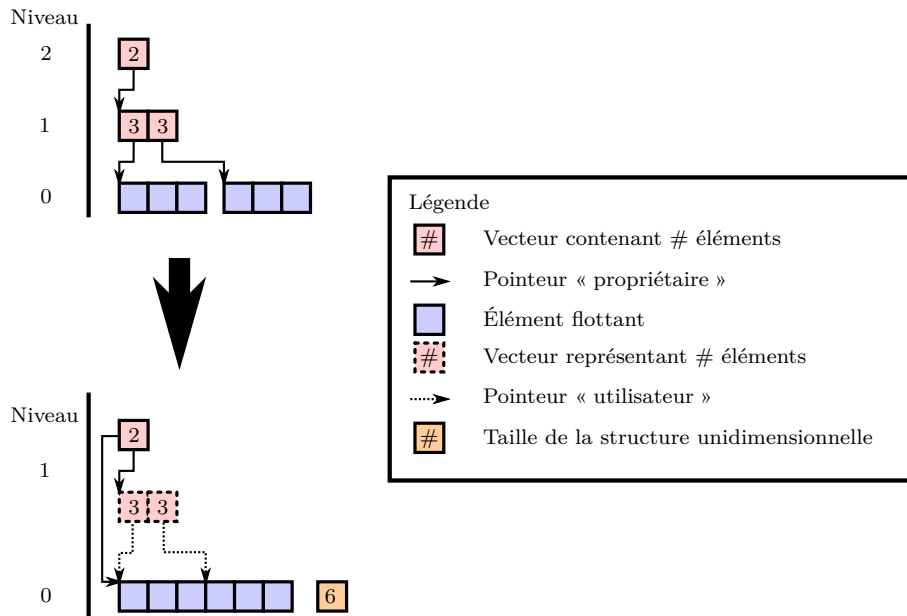 Niveau
2
2
1
3 3
0
Légende
# Vecteur contenant # éléments
Pointeur « propriétaire »
Élément flottant
# Vecteur représentant # éléments
Pointeur « utilisateur »
# Taille de la structure unidimensionnelle
Niveau
2
1
3 3
0
6